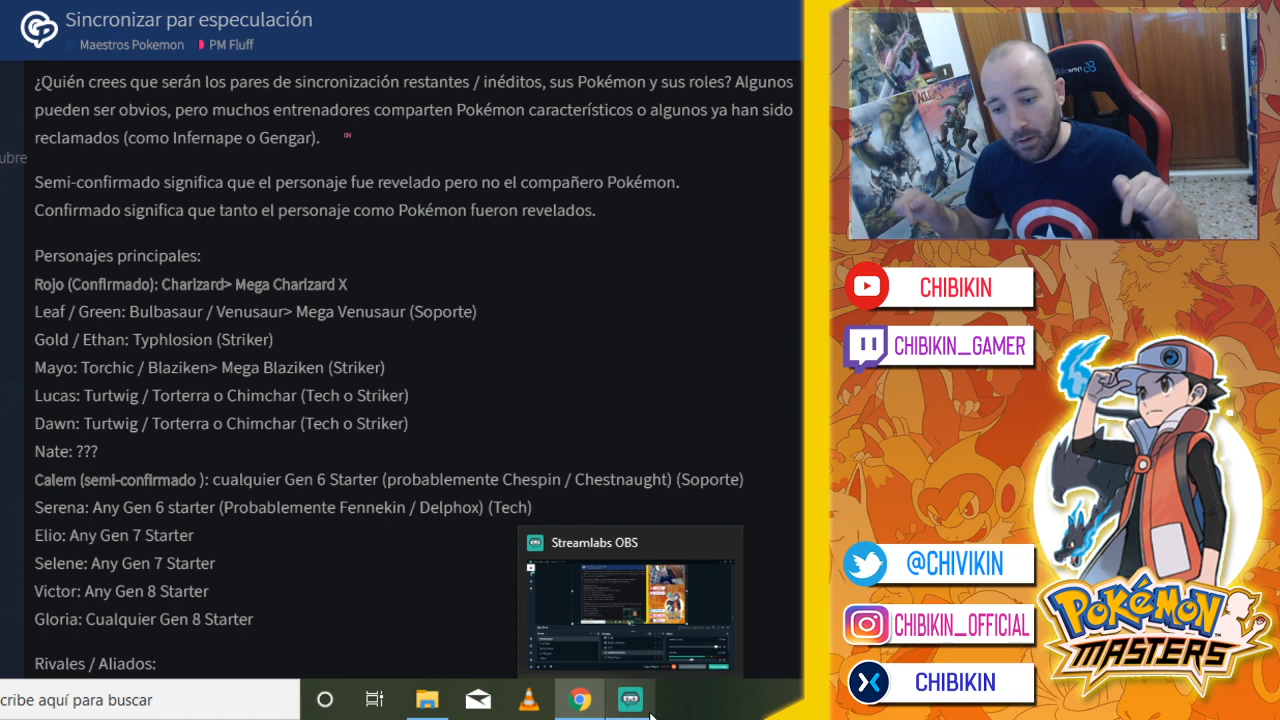 Sincronizar par especulación
Maestros Pokemon PM Fluff
¿Quién crees que serán los pares de sincronización restantes / inéditos, sus Pokémon y sus roles? Algunos
pueden ser obvios, pero muchos entrenadores comparten Pokémon característicos o algunos ya han sido
reclamados (como Infernape o Gengar).
ubre
Semi-confirmado significa que el personaje fue revelado pero no el compañero Pokémon.
Confirmado significa que tanto el personaje como Pokémon fueron revelados.
Personajes principales:
Rojo (Confirmado): Charizard> Mega Charizard X
Leaf / Green: Bulbasaur / Venusaur> Mega Venusaur (Soporte)
Gold / Ethan: Typhlosion (Striker)
Mayo: Torchic / Blaziken> Mega Blaziken (Striker)
Lucas: Turtwig / Torterra o Chimchar (Tech o Striker)
Dawn: Turtwig / Torterra o Chimchar (Tech o Striker)
Nate: ???
Calem (semi-confirmado ): cualquier Gen 6 Starter (probablemente Chespin / Chestnaught) (Soporte)
Serena: Any Gen 6 starter (Probablemente Fennekin / Delphox) (Tech)
Elio: Any Gen 7 Starter
Selene: Any Gen 7 Starter
Victor: Any Gen 8 Starter
Gloria: Cualquier Gen 8 Starter
Rivales / Aliados:
Streamlabs OBS
cribe aquí para buscar
CHIBIKIN
CHIBIKIN_GAMER
@CHIVIKIN
CHIBIKIN_OFFICIAL
CHIBIKIN
POKÉMON
MASTERS